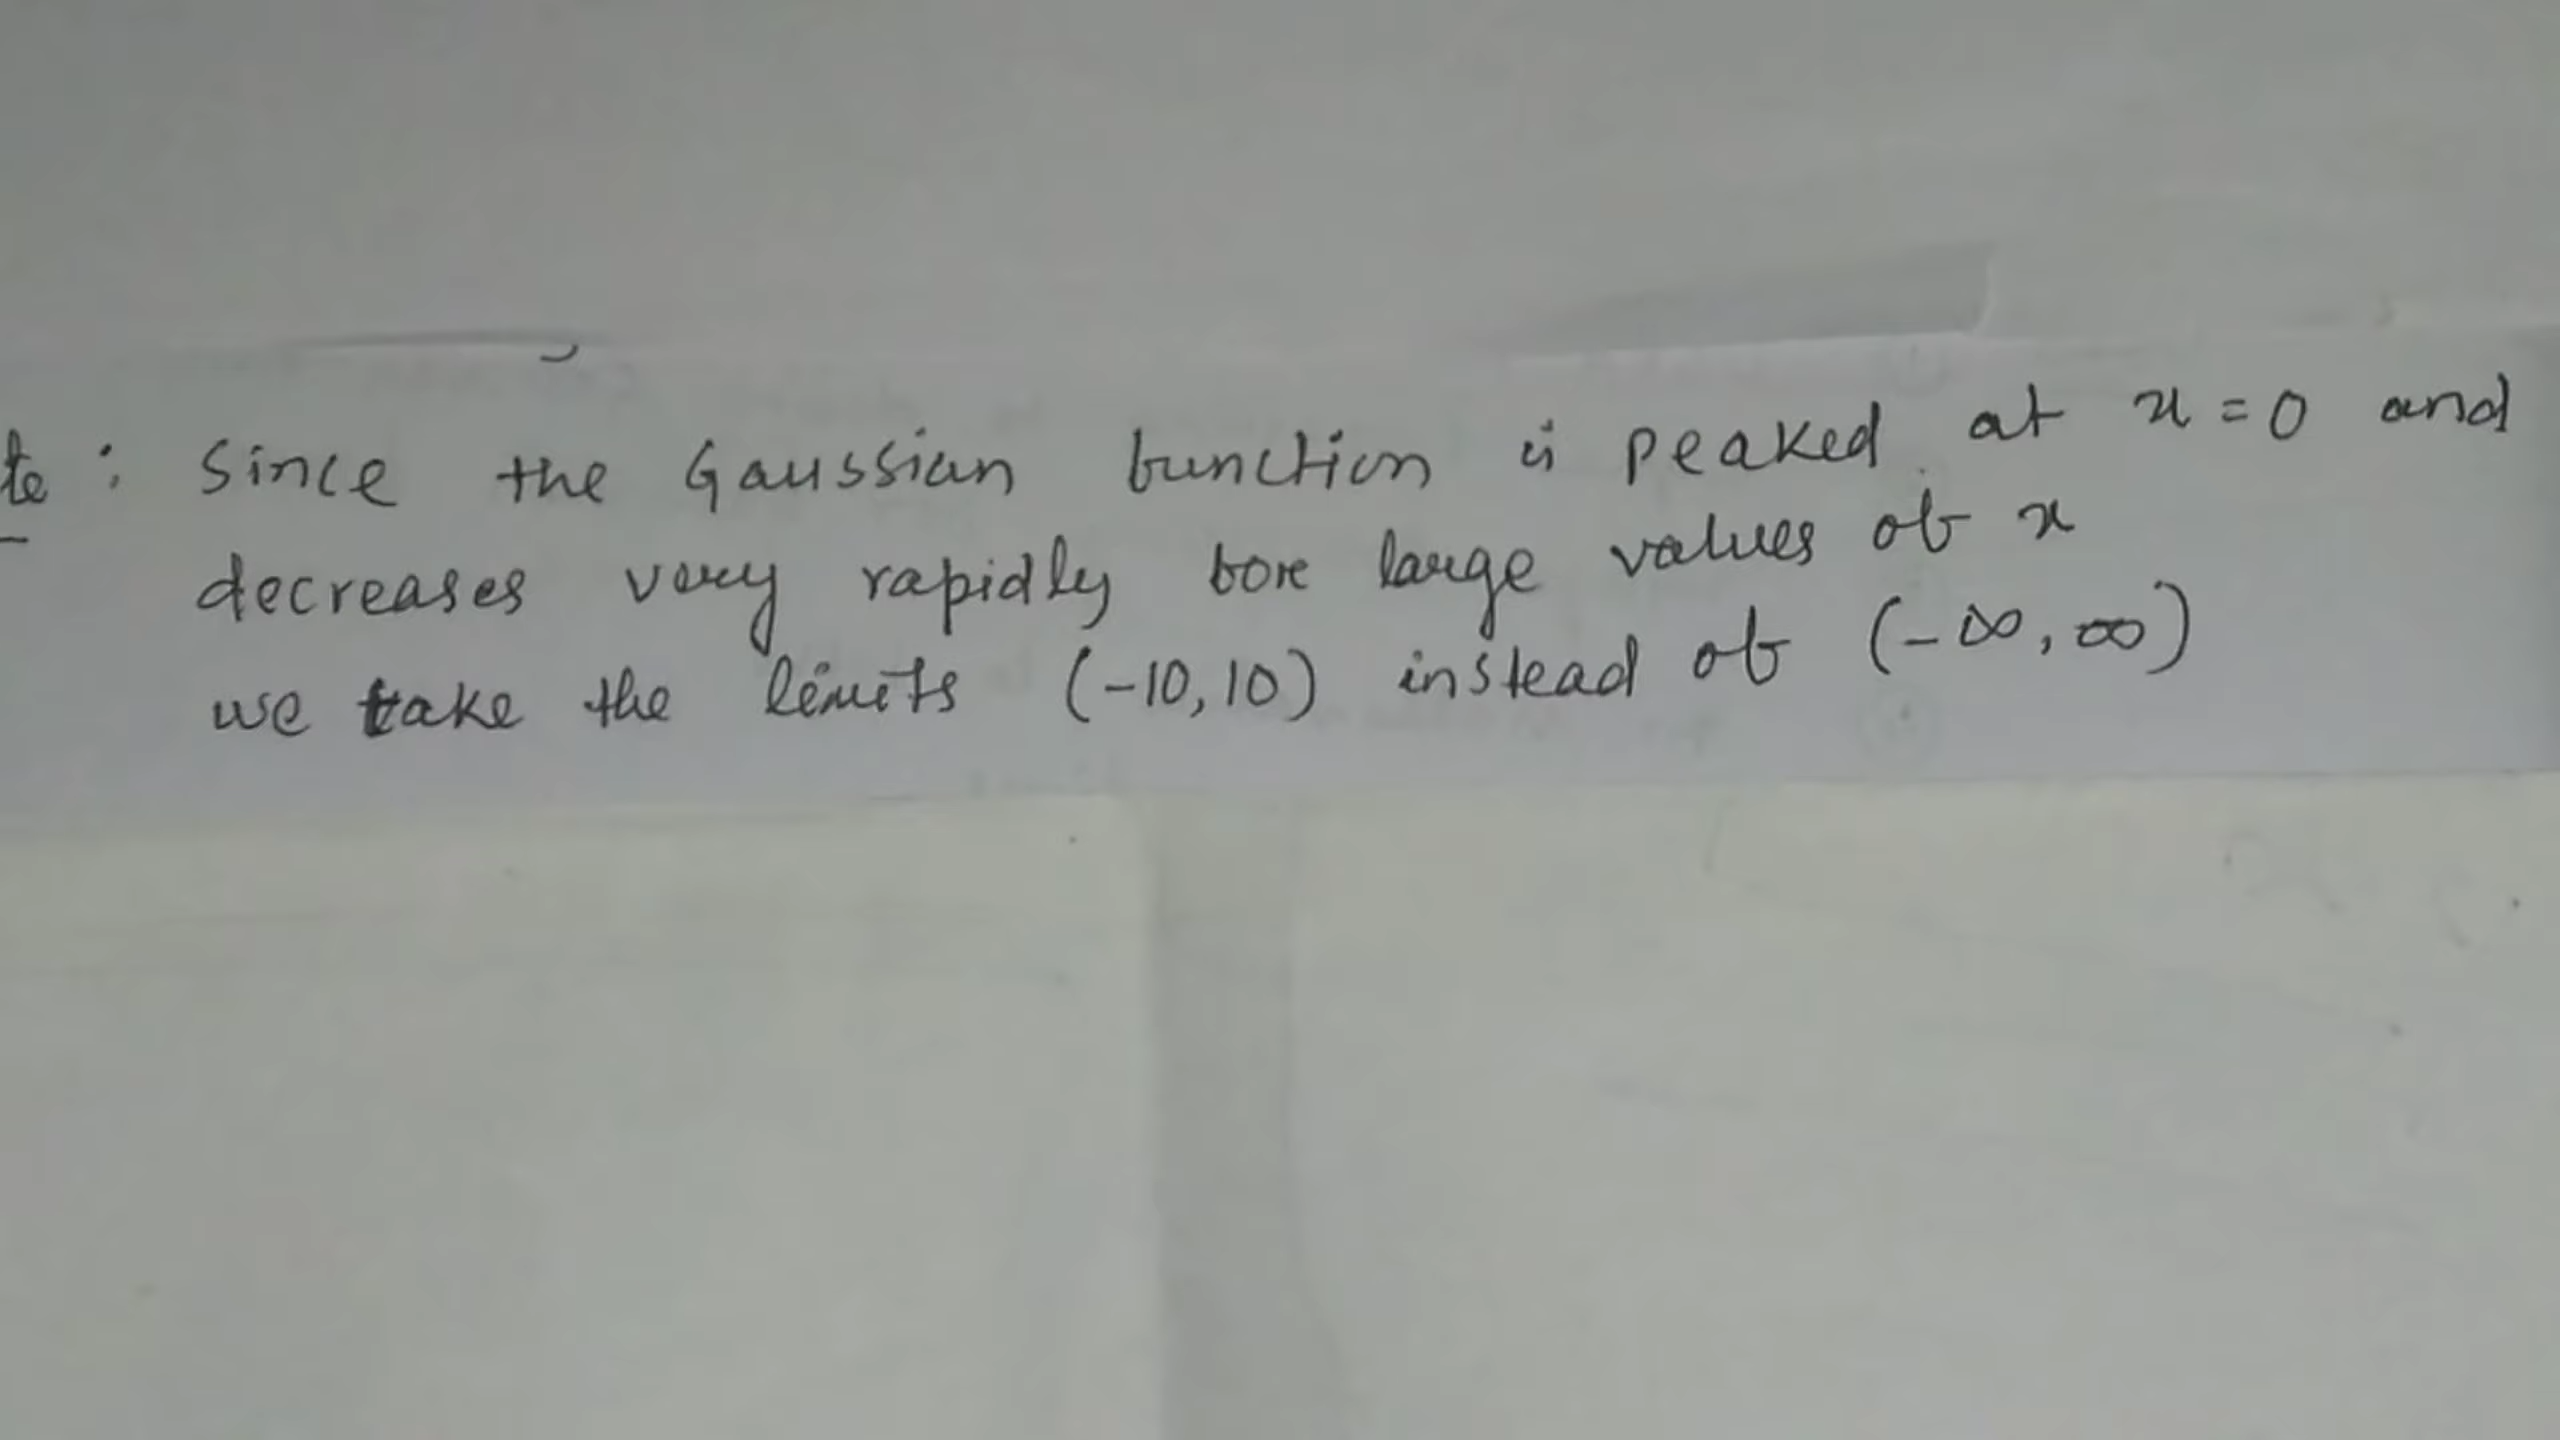 te : Since the Gaussian function is peaked at x = 0 and
decreases very rapidly for large values of x
we take the limits (-10, 10) instead of (-∞, ∞)